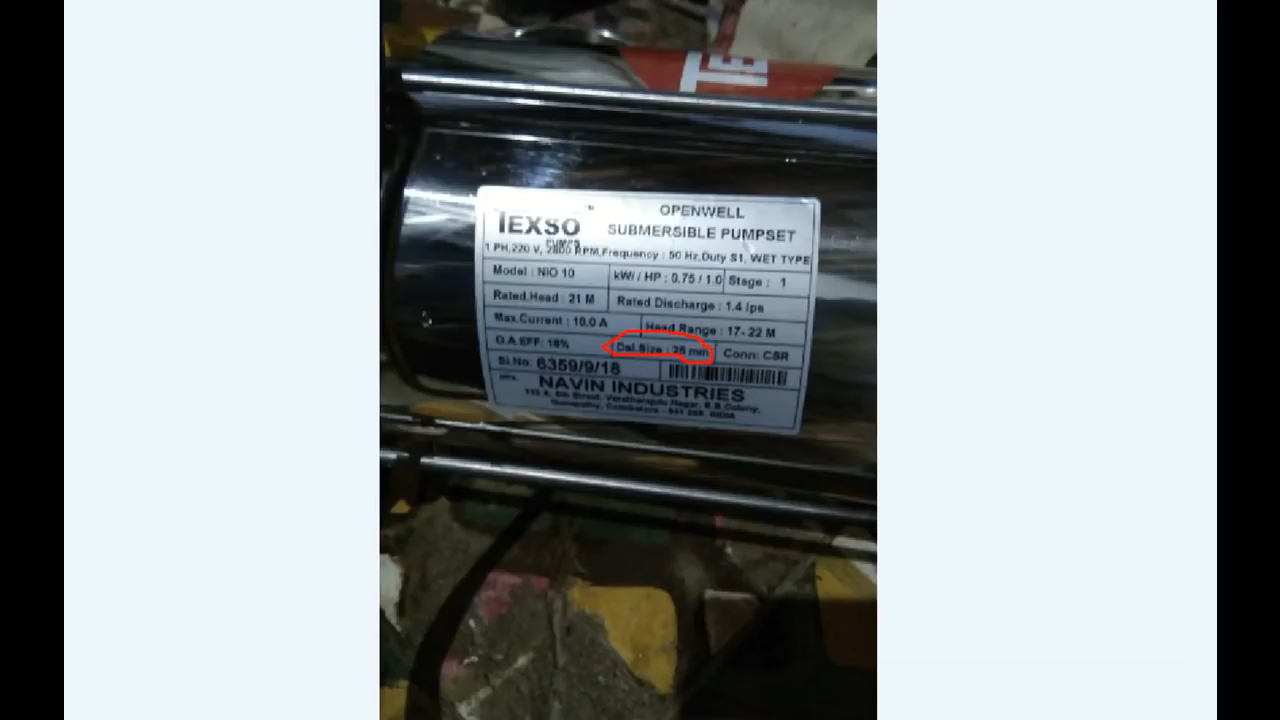 TE
TEXSO™
OPENWELL
SUBMERSIBLE PUMPSET
1 PH,220 V, 2800 RPM,Frequency : 50 Hz,Duty S1, WET TYPE
Model : NIO 10 kW / HP : 0.75 / 1.0 Stage : 1
Rated.Head : 21 M Rated.Discharge : 1.4 lps
Max.Current : 10.0 A Head Range : 17- 22 M
O.A.EFF: 18% Del.Size : 25 mm Conn: CSR
Sl.No: 6359/9/18
NAVIN INDUSTRIES